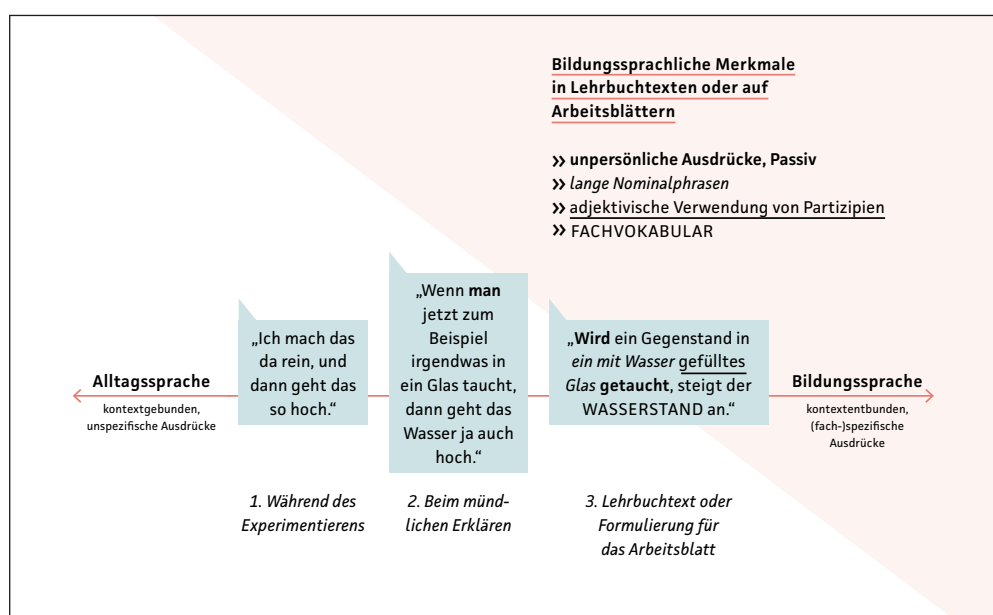 Bildungssprachliche Merkmale
in Lehrbuchtexten oder auf
Arbeitsblättern
» unpersönliche Ausdrücke, Passiv
» lange Nominalphrasen
» adjektivische Verwendung von Partizipien
» FACHVOKABULAR
Alltagssprache
kontextgebunden,
unspezifische Ausdrücke
„Ich mach das
da rein, und
dann geht das
so hoch.“
„Wenn man
jetzt zum
Beispiel
irgendwas in
ein Glas taucht,
dann geht das
Wasser ja auch
hoch.“
„Wird ein Gegenstand in
ein mit Wasser gefülltes
Glas getaucht, steigt der
WASSERSTAND an.“
Bildungssprache
kontextentbunden,
(fach-)spezifische
Ausdrücke
1. Während des
Experimentierens
2. Beim münd-
lichen Erklären
3. Lehrbuchtext oder
Formulierung für
das Arbeitsblatt